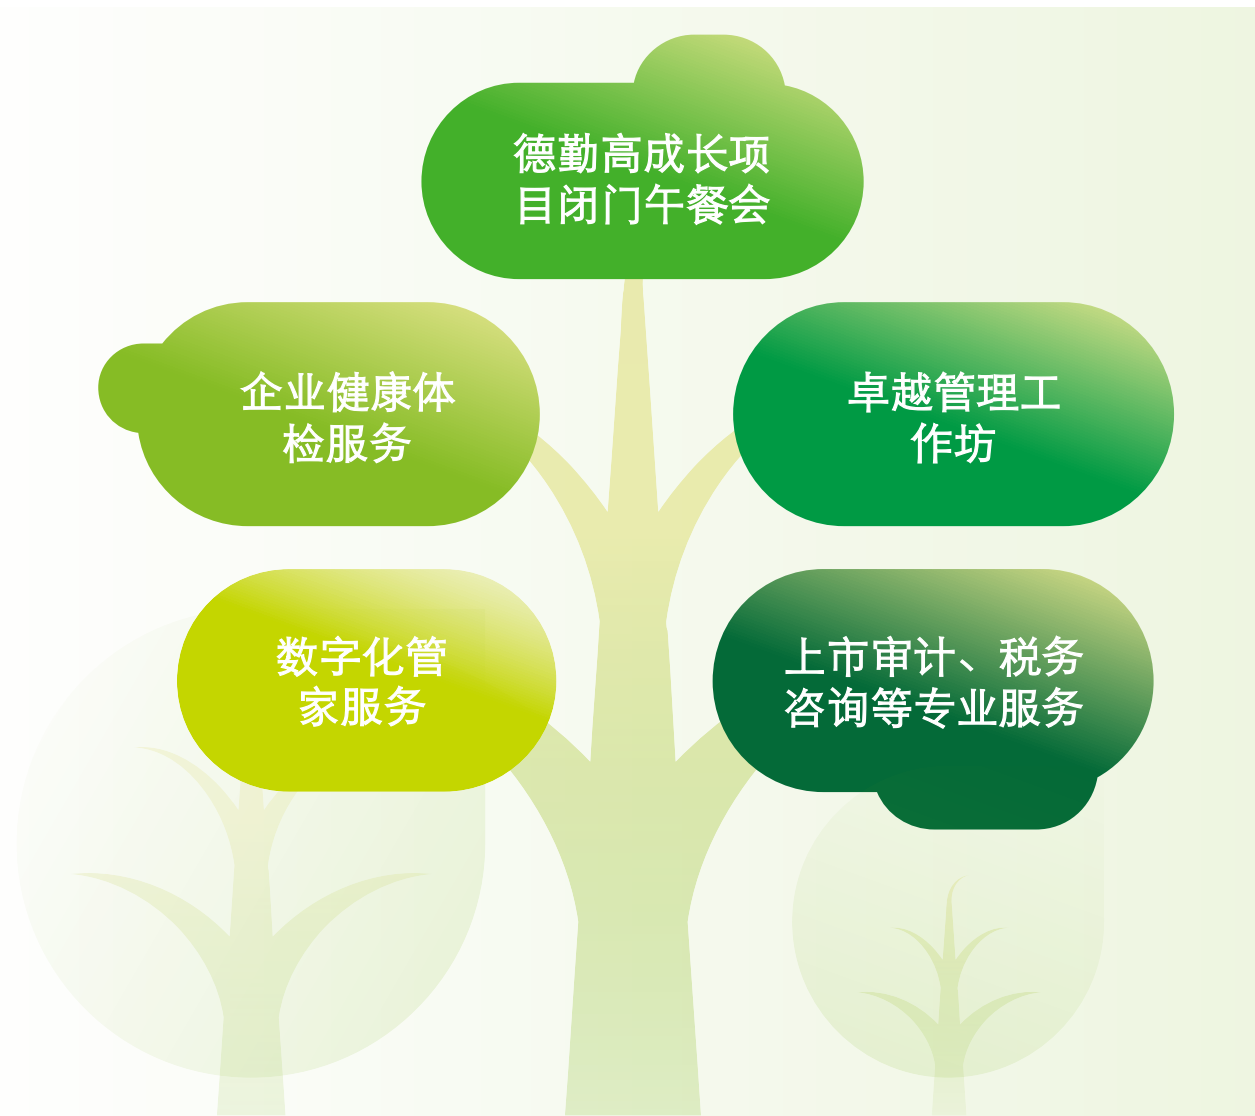 德勤高成长项
目闭门午餐会
企业健康体
检服务
卓越管理工
作坊
数字化管
家服务
上市审计、税务
咨询等专业服务